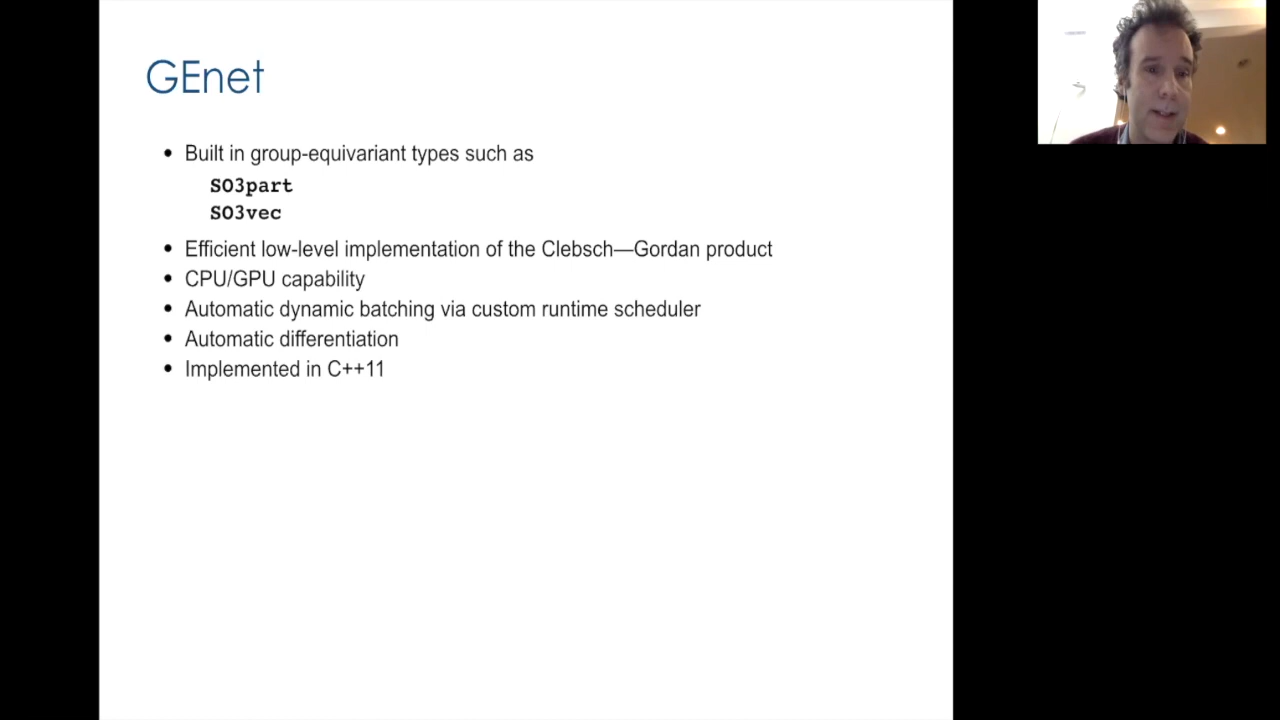 GEnet
• Built in group-equivariant types such as
SO3part
SO3vec
• Efficient low-level implementation of the Clebsch—Gordan product
• CPU/GPU capability
• Automatic dynamic batching via custom runtime scheduler
• Automatic differentiation
• Implemented in C++11